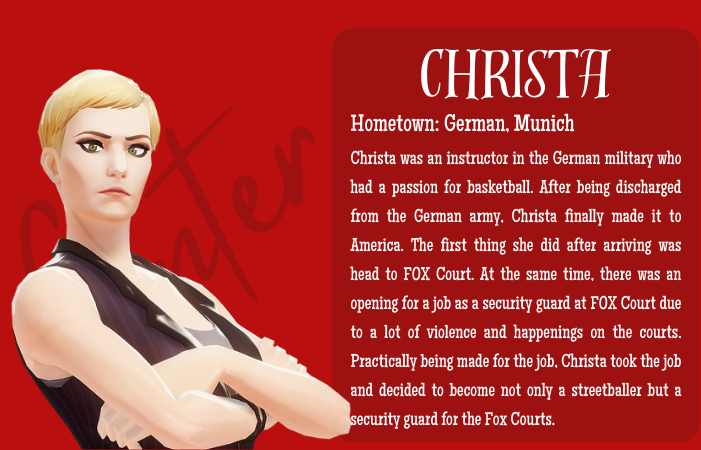 Center
CHRISTA
Hometown: German, Munich
Christa was an instructor in the German military who
had a passion for basketball. After being discharged
from the German army, Christa finally made it to
America. The first thing she did after arriving was
head to FOX Court. At the same time, there was an
opening for a job as a security guard at FOX Court due
to a lot of violence and happenings on the courts.
Practically being made for the job, Christa took the job
and decided to become not only a streetballer but a
security guard for the Fox Courts.